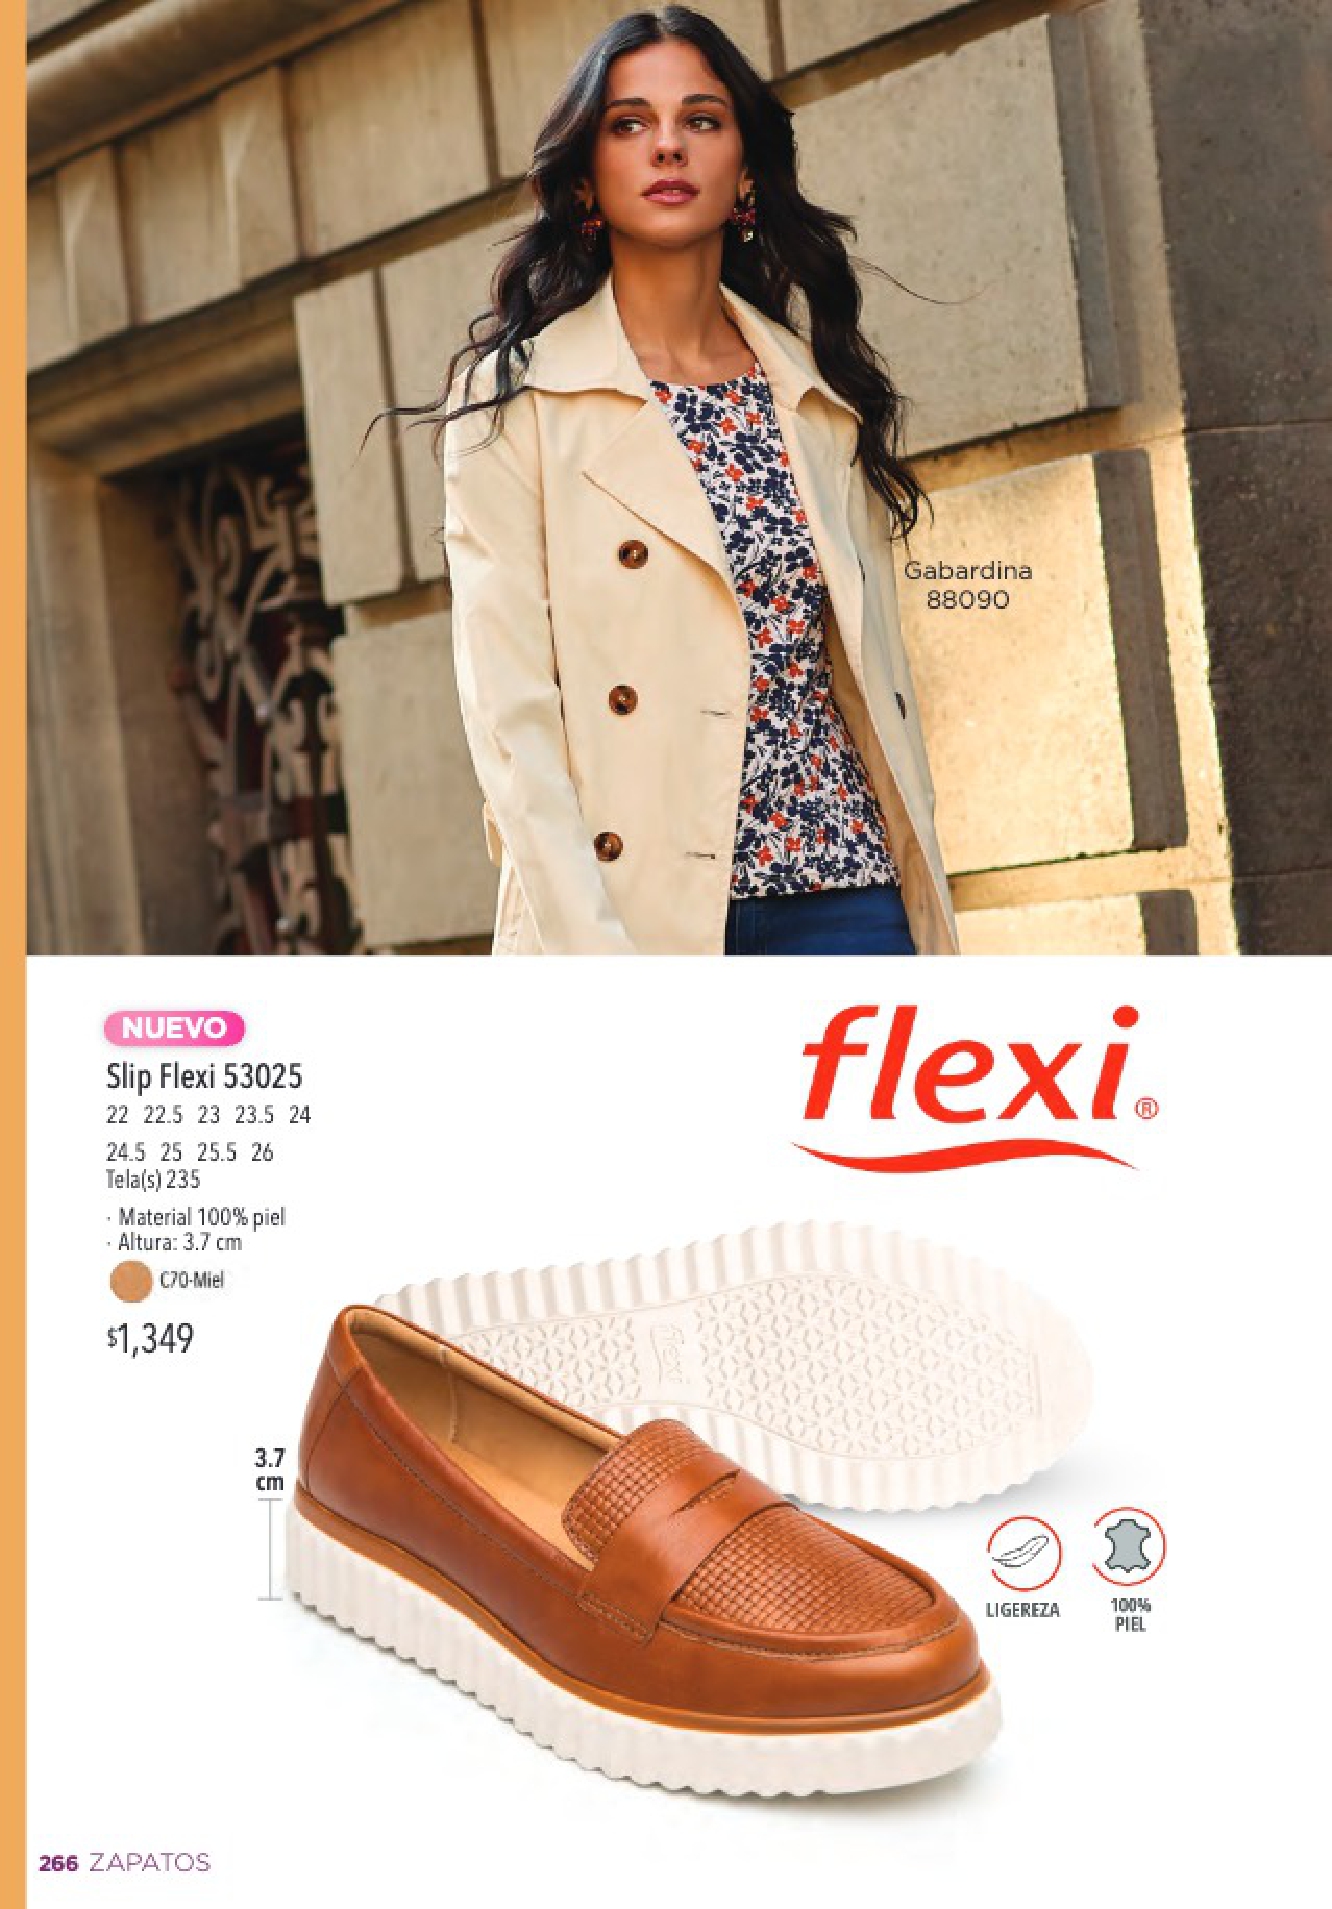 Gabardina
88090
NUEVO
flexi®
Slip Flexi 53025
22 22.5 23 23.5 24
24.5 25 25.5 26
Tela(s) 235
· Material 100% piel
· Altura: 3.7 cm
C70-Miel
$1,349
flexi
3.7
cm
LIGEREZA
100%
PIEL
266 ZAPATOS